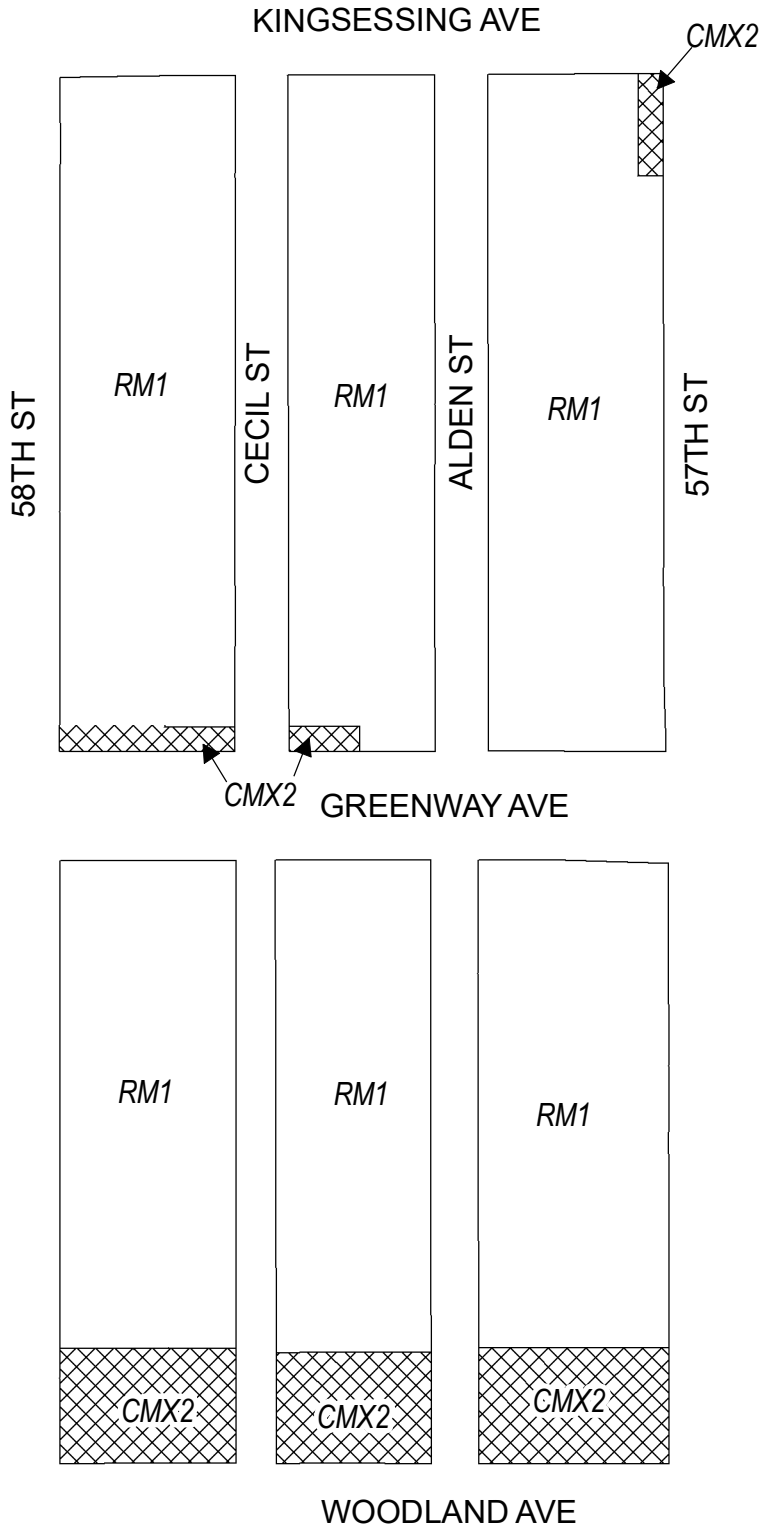 KINGSESSING AVE
CMX2
RM1
RM1
RM1
58TH ST
CECIL ST
ALDEN ST
57TH ST
CMX2
GREENWAY AVE
RM1
RM1
RM1
CMX2
CMX2
CMX2
WOODLAND AVE